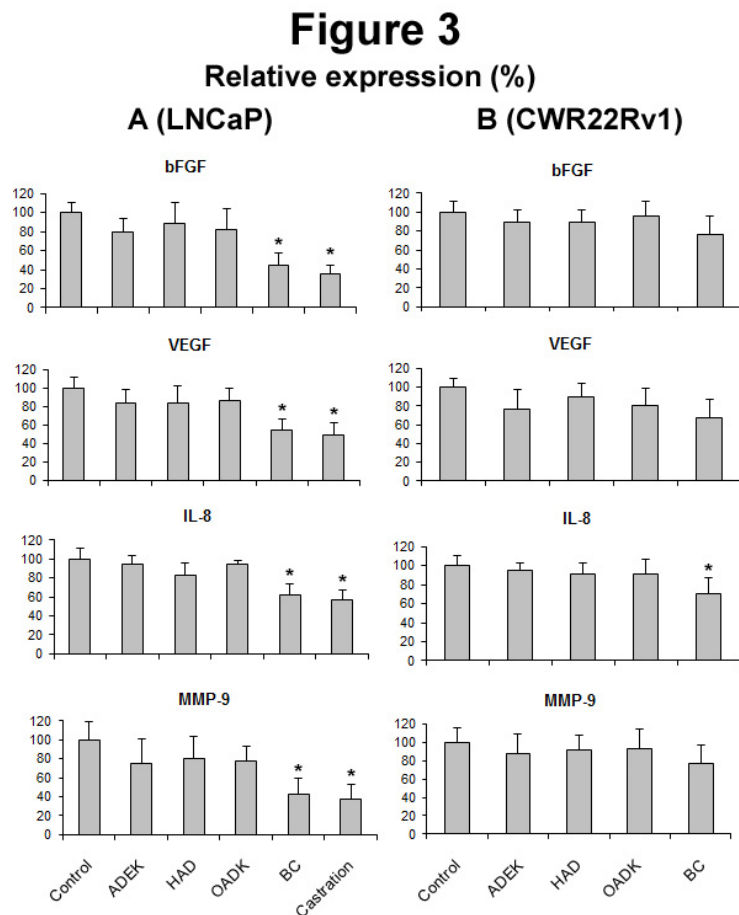 Figure 3
Relative expression (%)
A (LNCaP)
B (CWR22Rv1)
bFGF
120
100
80
60
40
20
0
*
*
bFGF
120
100
80
60
40
20
0
VEGF
120
100
80
60
40
20
0
*
*
VEGF
120
100
80
60
40
20
0
IL-8
120
100
80
60
40
20
0
*
*
IL-8
120
100
80
60
40
20
0
*
MMP-9
120
100
80
60
40
20
0
*
*
MMP-9
120
100
80
60
40
20
0
Control
ADEK
HAD
OADK
BC
Castration
Control
ADEK
HAD
OADK
BC